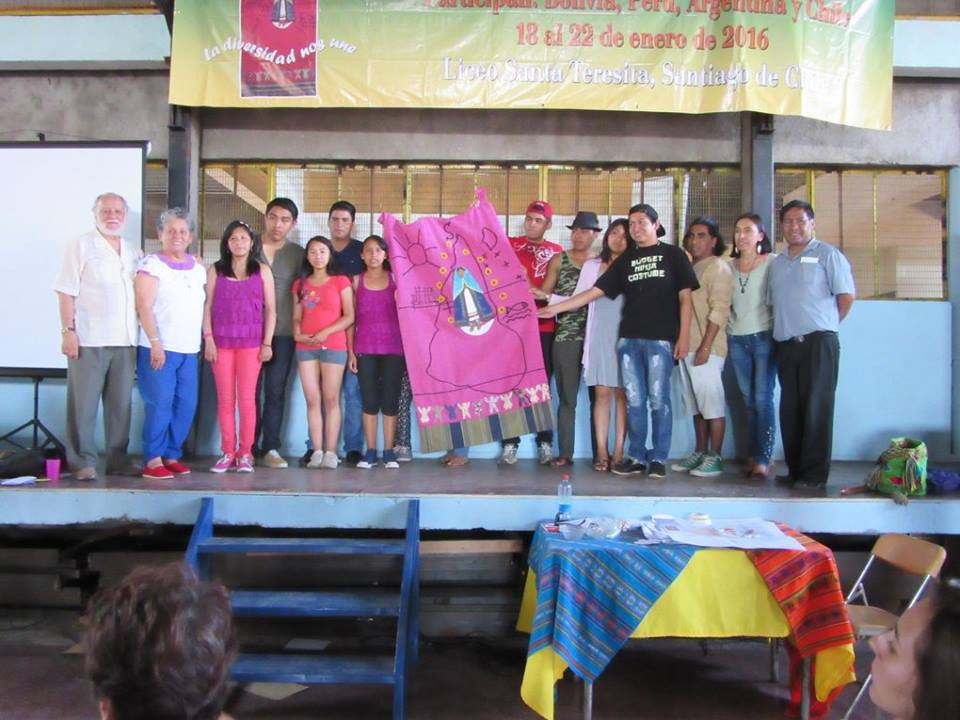 Participan: Bolivia, Perú, Argentina y Chile
18 al 22 de enero de 2016
Liceo Santa Teresita, Santiago de
La diversidad nos une
BUDGET
NINJA
COSTUME